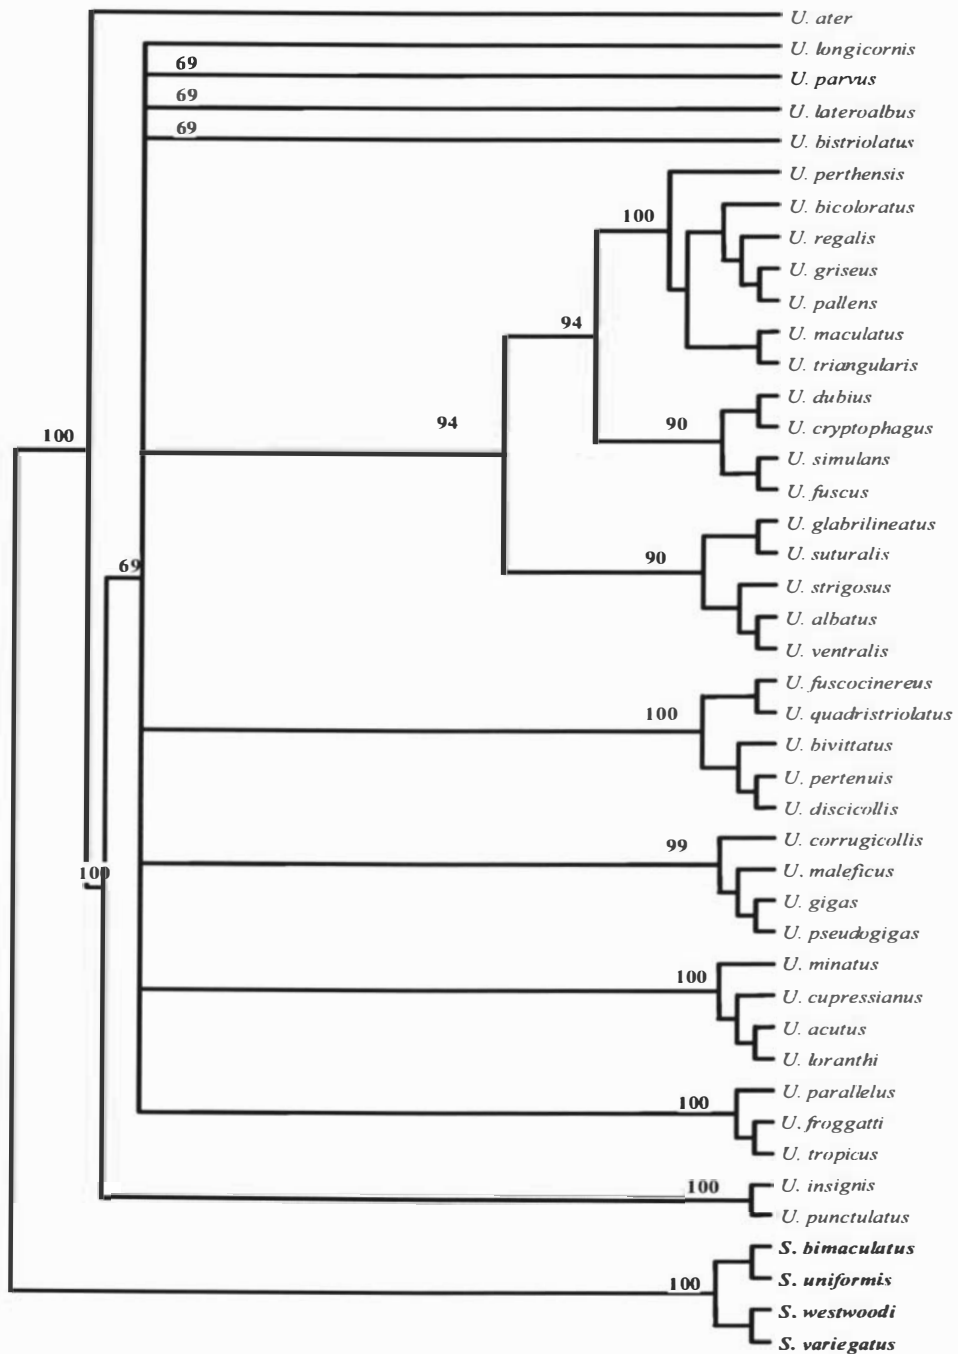 U. ater
U. longicornis
69
U. parvus
69
U. lateroalbus
69
U. bistriolatus
U. perthensis
100
U. bicoloratus
U. regalis
U. griseus
U. pallens
94
U. maculatus
U. triangularis
U. dubius
94
90
U. cryptophagus
100
U. simulans
U. fuscus
U. glabrilineatus
U. suturalis
69
90
U. strigosus
U. albatus
U. ventralis
U. fuscocinereus
100
U. quadristriolatus
U. bivittatus
U. pertenuis
U. discicollis
U. corrugicollis
99
100
U. maleficus
U. gigas
U. pseudogigas
U. minatus
100
U. cupressianus
U. acutus
U. loranthi
U. parallelus
100
U. froggatti
U. tropicus
U. insignis
100
U. punctulatus
S. bimaculatus
S. uniformis
100
S. westwoodi
S. variegatus